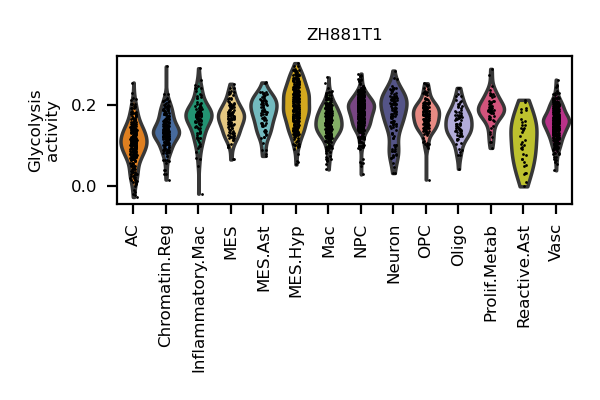 ZH881T1
Glycolysis
activity
0.2
0.0
AC
Chromatin.Reg
Inflammatory.Mac
MES
MES.Ast
MES.Hyp
Mac
NPC
Neuron
OPC
Oligo
Prolif.Metab
Reactive.Ast
Vasc